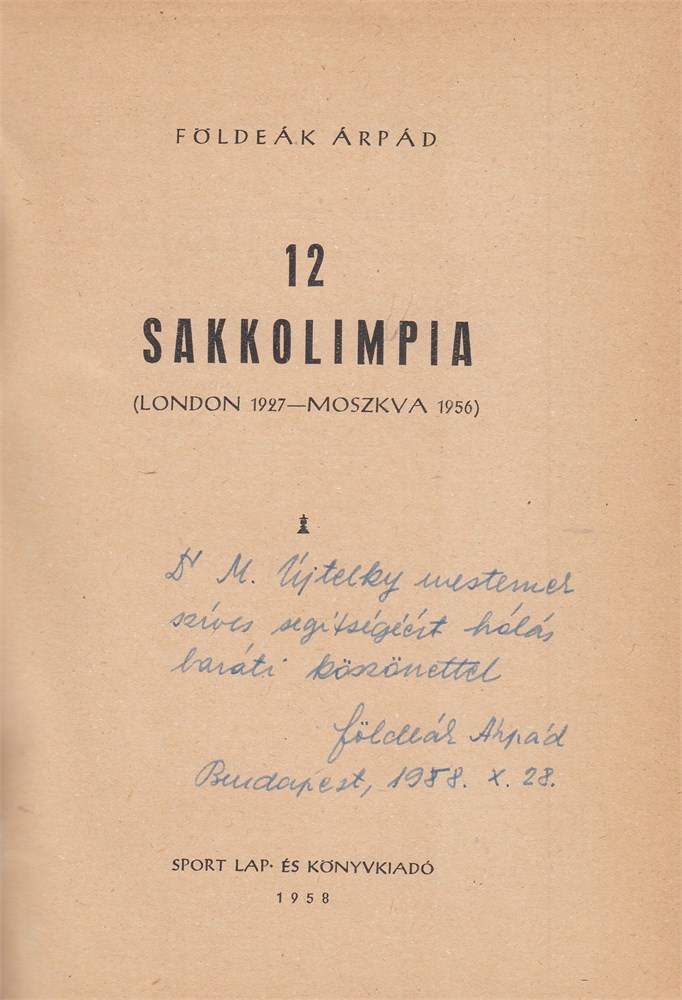 FÖLDEÁK ÁRPÁD
12
SAKKOLIMPIA
(LONDON 1927—MOSZKVA 1956)
Dr M. Újtelky mesternek
szíves segítségéért hálás
baráti köszönettel
Földeák Árpád
Budapest, 1958. X. 28.
SPORT LAP- ÉS KÖNYVKIADÓ
1958